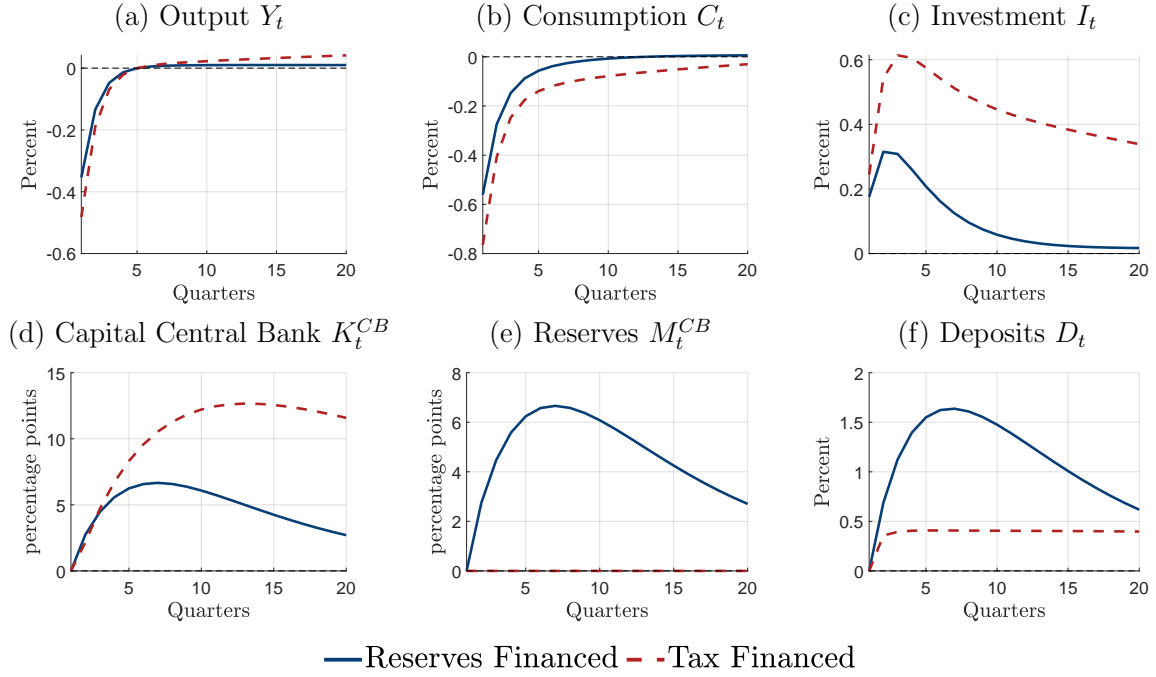 (a) Output Y_t
(b) Consumption C_t
(c) Investment I_t
Percent
0
-0.2
-0.4
-0.6
5
10
15
20
Quarters
Percent
0
-0.2
-0.4
-0.6
-0.8
5
10
15
20
Quarters
Percent
0.6
0.4
0.2
0
5
10
15
20
Quarters
(d) Capital Central Bank K_t^{CB}
(e) Reserves M_t^{CB}
(f) Deposits D_t
percentage points
15
10
5
0
5
10
15
20
Quarters
percentage points
8
6
4
2
0
5
10
15
20
Quarters
Percent
2
1.5
1
0.5
0
5
10
15
20
Quarters
Reserves Financed
Tax Financed